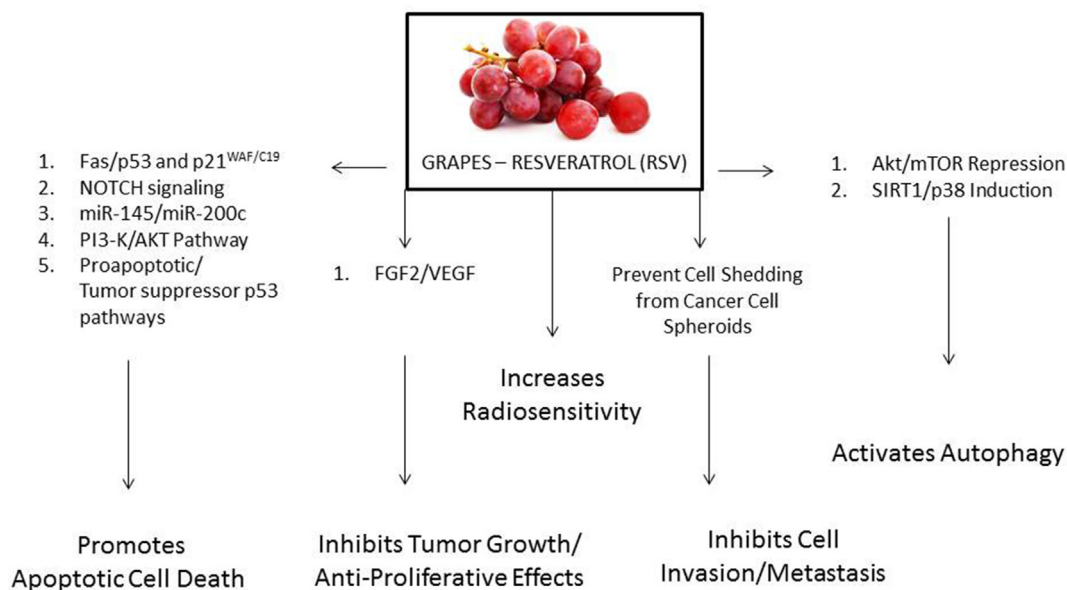 GRAPES – RESVERATROL (RSV)
1. Fas/p53 and p21WAF/C19
2. NOTCH signaling
3. miR-145/miR-200c
4. PI3-K/AKT Pathway
5. Proapoptotic/
Tumor suppressor p53
pathways
Promotes
Apoptotic Cell Death
1. FGF2/VEGF
Inhibits Tumor Growth/
Anti-Proliferative Effects
Increases
Radiosensitivity
Prevent Cell Shedding
from Cancer Cell
Spheroids
Inhibits Cell
Invasion/Metastasis
1. Akt/mTOR Repression
2. SIRT1/p38 Induction
Activates Autophagy